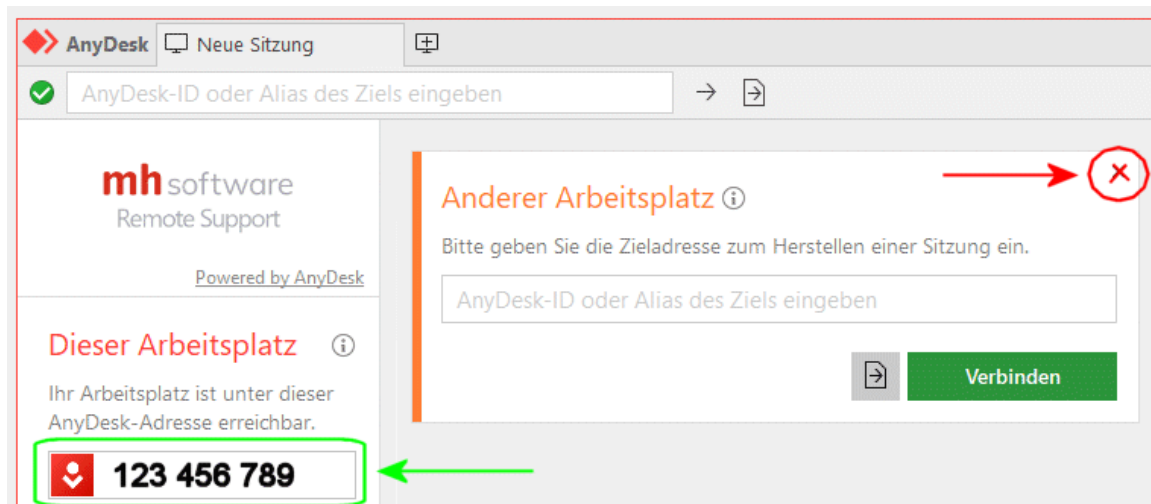 AnyDesk Neue Sitzung
AnyDesk-ID oder Alias des Ziels eingeben
mh software
Remote Support
Powered by AnyDesk
Dieser Arbeitsplatz
Ihr Arbeitsplatz ist unter dieser
AnyDesk-Adresse erreichbar.
123 456 789
Anderer Arbeitsplatz
Bitte geben Sie die Zieladresse zum Herstellen einer Sitzung ein.
AnyDesk-ID oder Alias des Ziels eingeben
Verbinden